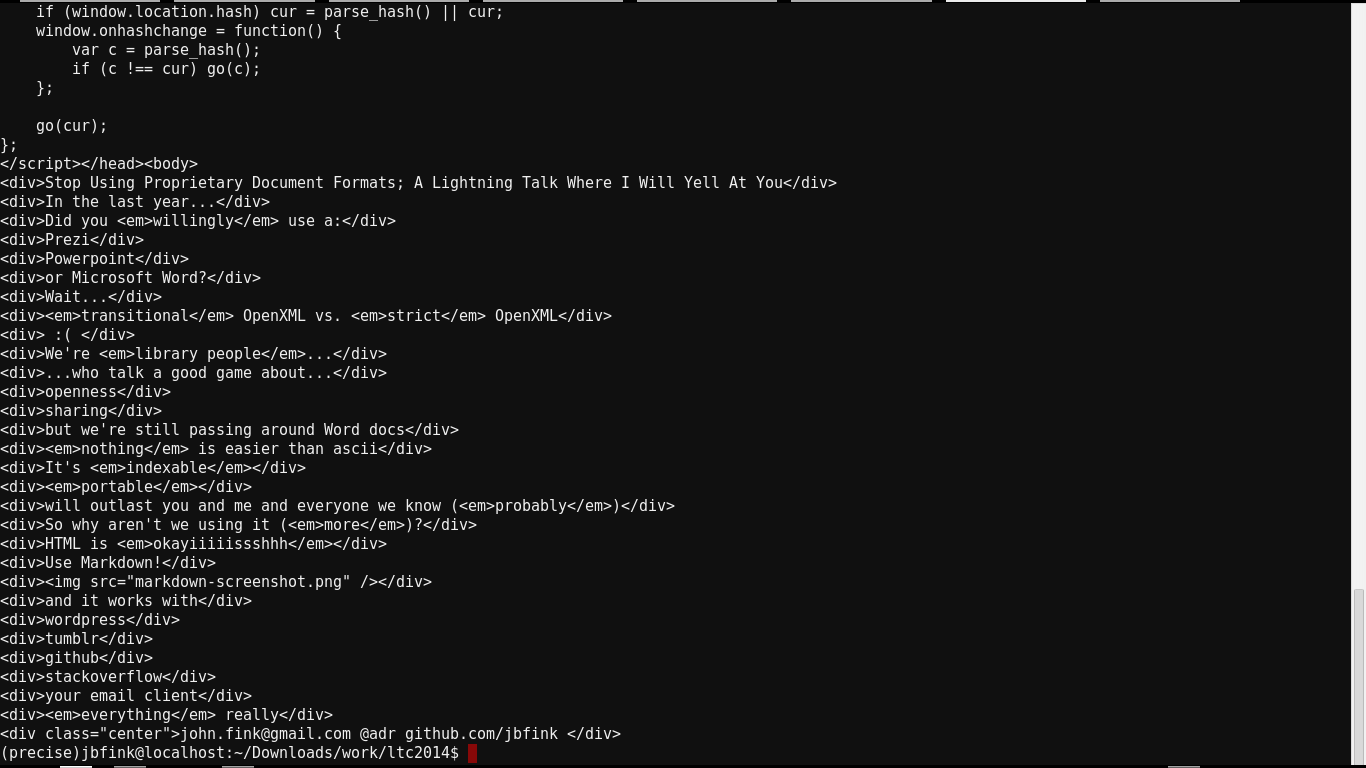 if (window.location.hash) cur = parse_hash() || cur;
    window.onhashchange = function() {
        var c = parse_hash();
        if (c !== cur) go(c);
    };

    go(cur);
};
</script></head><body>
<div>Stop Using Proprietary Document Formats; A Lightning Talk Where I Will Yell At You</div>
<div>In the last year...</div>
<div>Did you <em>willingly</em> use a:</div>
<div>Prezi</div>
<div>Powerpoint</div>
<div>or Microsoft Word?</div>
<div>Wait...</div>
<div><em>transitional</em> OpenXML vs. <em>strict</em> OpenXML</div>
<div> :( </div>
<div>We're <em>library people</em>...</div>
<div>...who talk a good game about...</div>
<div>openness</div>
<div>sharing</div>
<div>but we're still passing around Word docs</div>
<div><em>nothing</em> is easier than ascii</div>
<div>It's <em>indexable</em></div>
<div><em>portable</em></div>
<div>will outlast you and me and everyone we know (<em>probably</em>)</div>
<div>So why aren't we using it (<em>more</em>)?</div>
<div>HTML is <em>okayiiiiissshhh</em></div>
<div>Use Markdown!</div>
<div><img src="markdown-screenshot.png" /></div>
<div>and it works with</div>
<div>wordpress</div>
<div>tumblr</div>
<div>github</div>
<div>stackoverflow</div>
<div>your email client</div>
<div><em>everything</em> really</div>
<div class="center">john.fink@gmail.com @adr github.com/jbfink </div>
(precise)jbfink@localhost:~/Downloads/work/ltc2014$